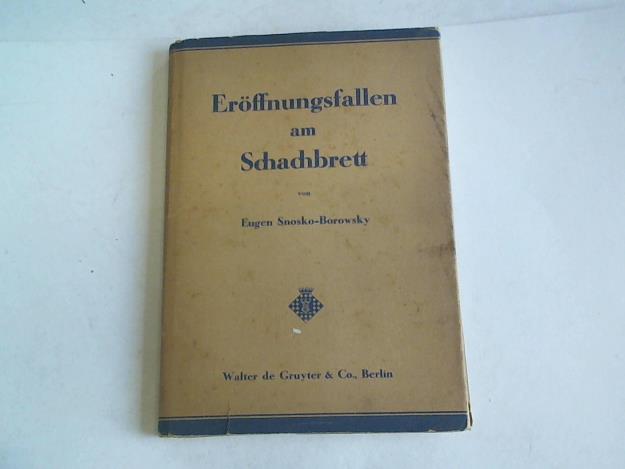 Eröffnungsfallen
am
Schachbrett
von
Eugen Snosko-Borowsky
Walter de Gruyter & Co., Berlin